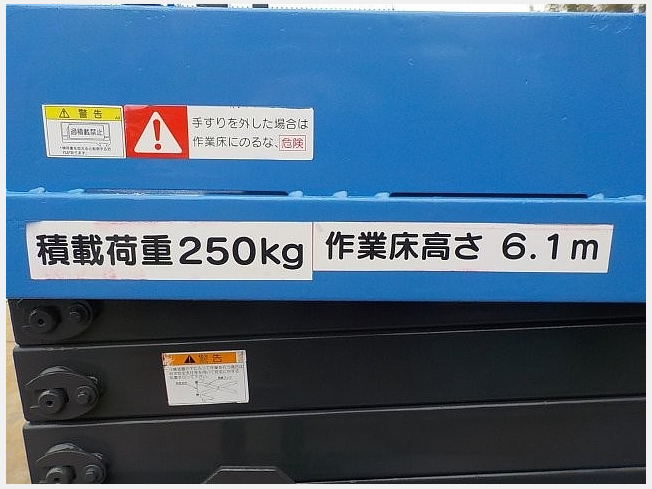 警告
過積載禁止
手すりを外した場合は
作業床にのるな、危険
積載荷重250kg
作業床高さ 6.1m
警告